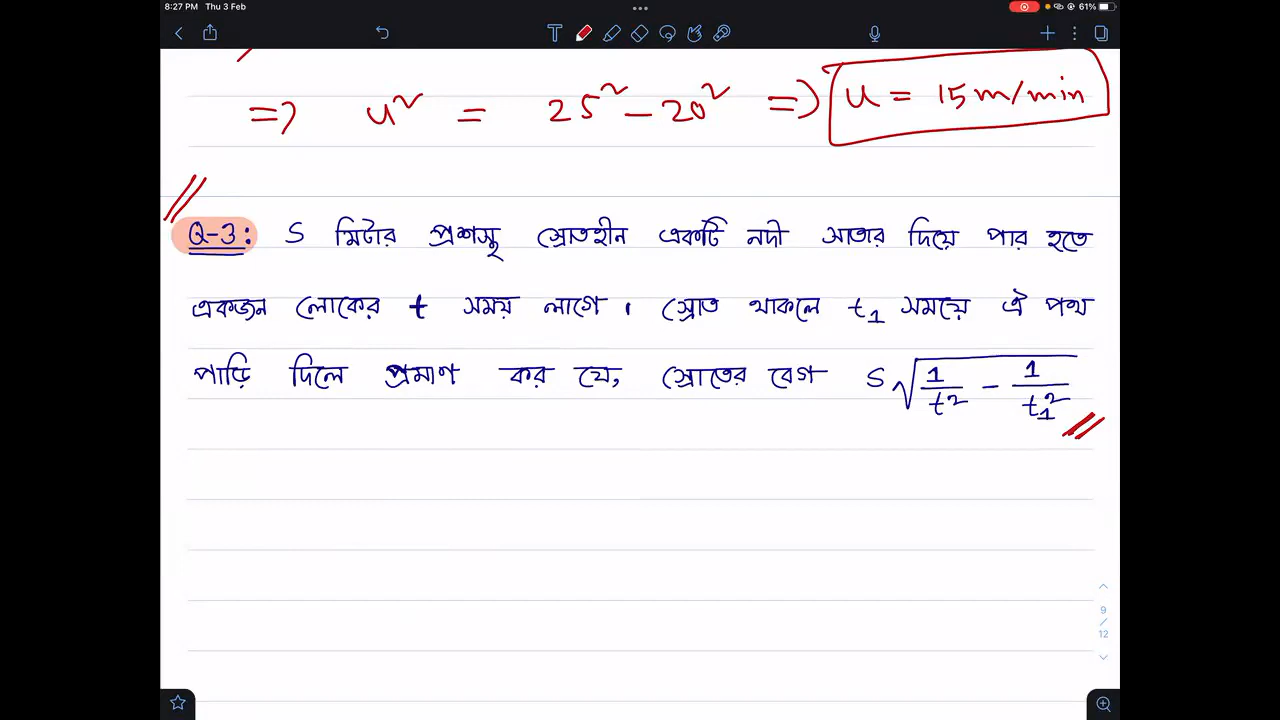 8:27 PM Thu 3 Feb
61%
=> u² = 25² – 20² => u = 15 m/min
Q-3: S মিটার প্রশস্থ স্রোতহীন একটি নদী সাতার দিয়ে পার হতে
একজন লোকের t সময় লাগে । স্রোত থাকলে t₁ সময়ে ঐ পথ
পাড়ি দিলে প্রমাণ কর যে, স্রোতের বেগ S√(1/t² – 1/t₁²)
9
/
12